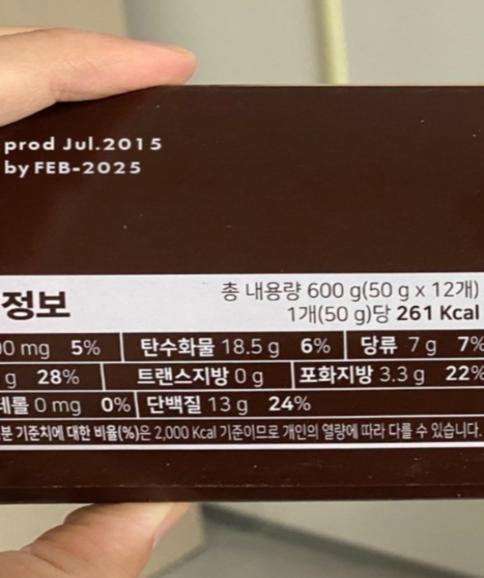 prod Jul.2015
by FEB-2025
정보
총 내용량 600 g(50 g x 12개)
1개(50 g)당 261 Kcal
00 mg 5% 탄수화물 18.5 g 6% 당류 7 g 7%
g 28% 트랜스지방 0 g 포화지방 3.3 g 22%
테롤 0 mg 0% 단백질 13 g 24%
분 기준치에 대한 비율(%)은 2,000 Kcal 기준이므로 개인의 열량에 따라 다를 수 있습니다.